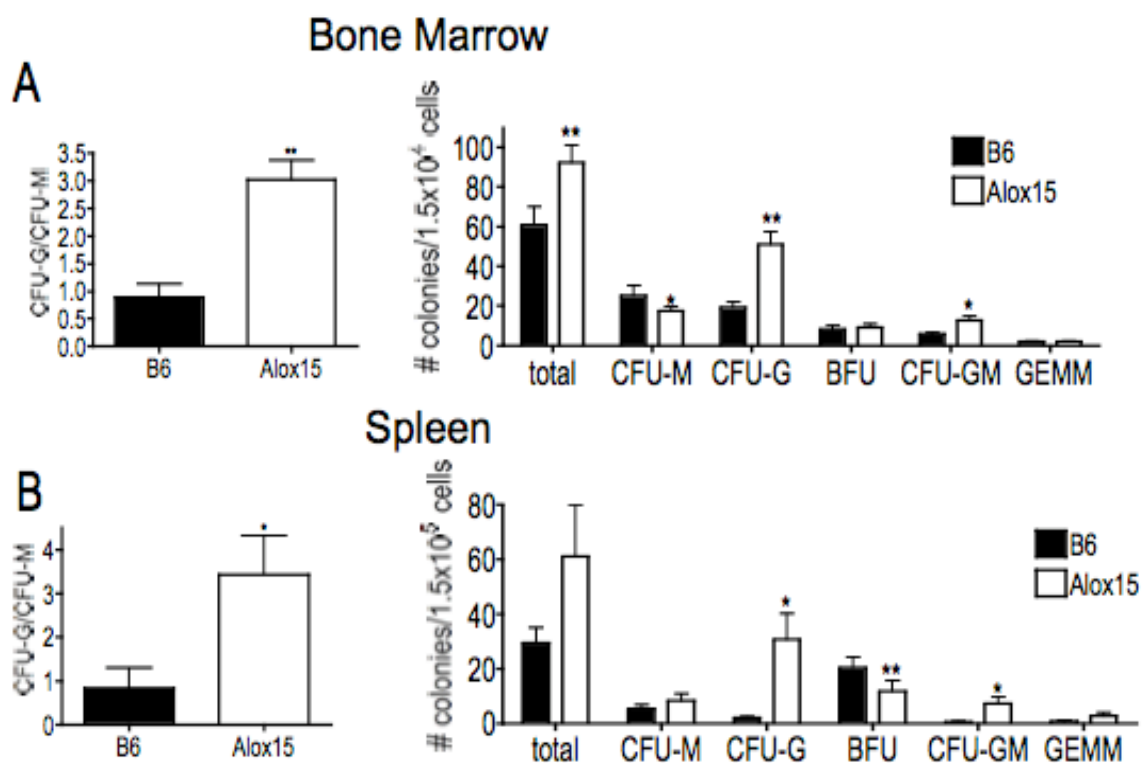 Bone Marrow
A
CFU-G/CFU-M
3.5
3.0
2.5
2.0
1.5
1.0
0.5
0.0
**
B6 Alox15
# colonies/1.5x10⁴ cells
100
80
60
40
20
0
** * ** *
B6
Alox15
total CFU-M CFU-G BFU CFU-GM GEMM
Spleen
B
CFU-G/CFU-M
4
3
2
1
0
*
B6 Alox15
# colonies/1.5x10⁵ cells
80
60
40
20
0
* ** *
B6
Alox15
total CFU-M CFU-G BFU CFU-GM GEMM